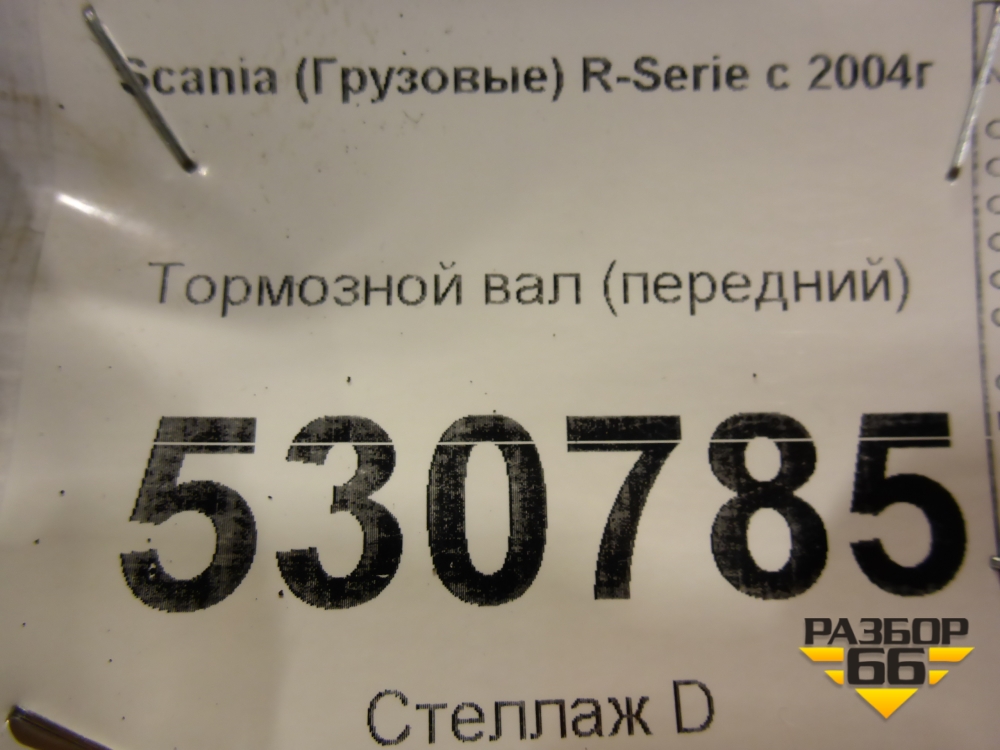 Scania (Грузовые) R-Serie с 2004г
Тормозной вал (передний)
530785
РАЗБОР
66
Стеллаж D